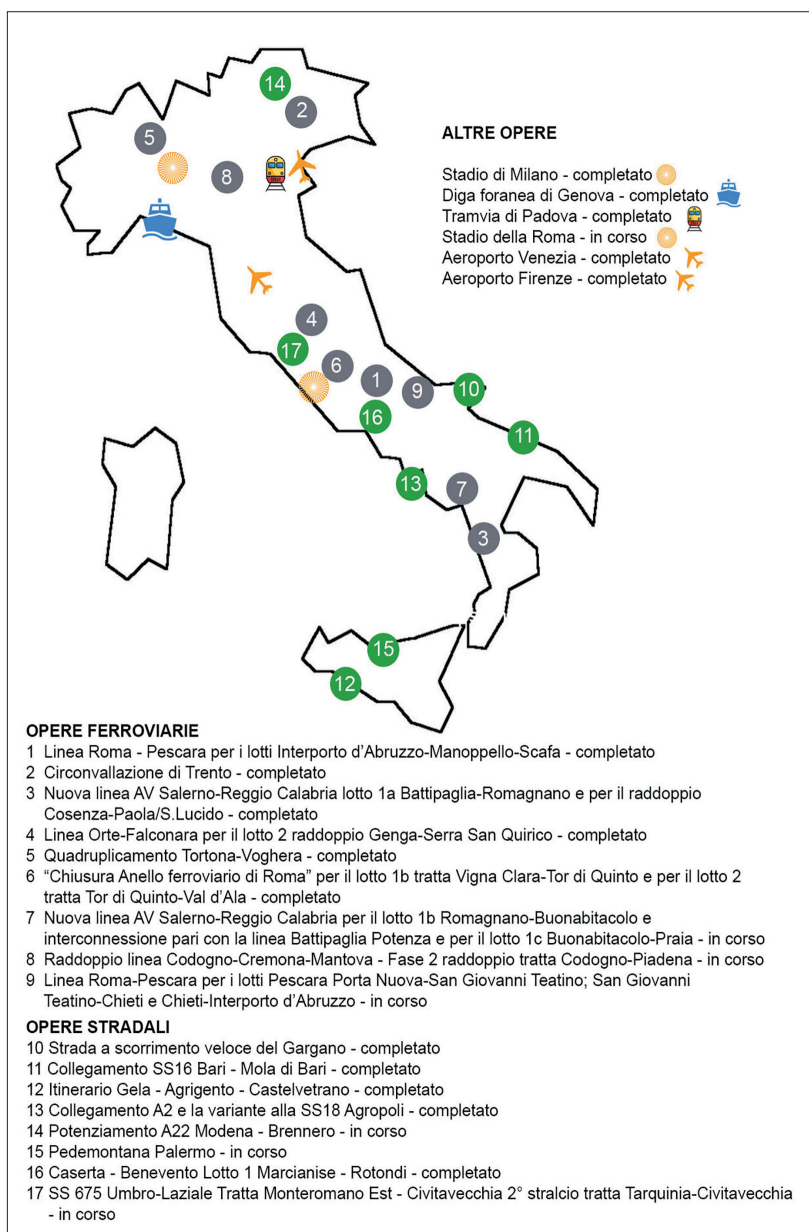 14
2
5
8
4
17
6
1
9
10
16
11
13
7
3
15
12
ALTRE OPERE
Stadio di Milano - completato
Diga foranea di Genova - completato
Tramvia di Padova - completato
Stadio della Roma - in corso
Aeroporto Venezia - completato
Aeroporto Firenze - completato
OPERE FERROVIARIE
1 Linea Roma - Pescara per i lotti Interporto d'Abruzzo-Manoppello-Scafa - completato
2 Circonvallazione di Trento - completato
3 Nuova linea AV Salerno-Reggio Calabria lotto 1a Battipaglia-Romagnano e per il raddoppio
Cosenza-Paola/S.Lucido - completato
4 Linea Orte-Falconara per il lotto 2 raddoppio Genga-Serra San Quirico - completato
5 Quadruplicamento Tortona-Voghera - completato
6 “Chiusura Anello ferroviario di Roma” per il lotto 1b tratta Vigna Clara-Tor di Quinto e per il lotto 2
tratta Tor di Quinto-Val d'Ala - completato
7 Nuova linea AV Salerno-Reggio Calabria per il lotto 1b Romagnano-Buonabitacolo e
interconnessione pari con la linea Battipaglia Potenza e per il lotto 1c Buonabitacolo-Praia - in corso
8 Raddoppio linea Codogno-Cremona-Mantova - Fase 2 raddoppio tratta Codogno-Piadena - in corso
9 Linea Roma-Pescara per i lotti Pescara Porta Nuova-San Giovanni Teatino; San Giovanni
Teatino-Chieti e Chieti-Interporto d'Abruzzo - in corso
OPERE STRADALI
10 Strada a scorrimento veloce del Gargano - completato
11 Collegamento SS16 Bari - Mola di Bari - completato
12 Itinerario Gela - Agrigento - Castelvetrano - completato
13 Collegamento A2 e la variante alla SS18 Agropoli - completato
14 Potenziamento A22 Modena - Brennero - in corso
15 Pedemontana Palermo - in corso
16 Caserta - Benevento Lotto 1 Marcianise - Rotondi - completato
17 SS 675 Umbro-Laziale Tratta Monteromano Est - Civitavecchia 2° stralcio tratta Tarquinia-Civitavecchia
- in corso